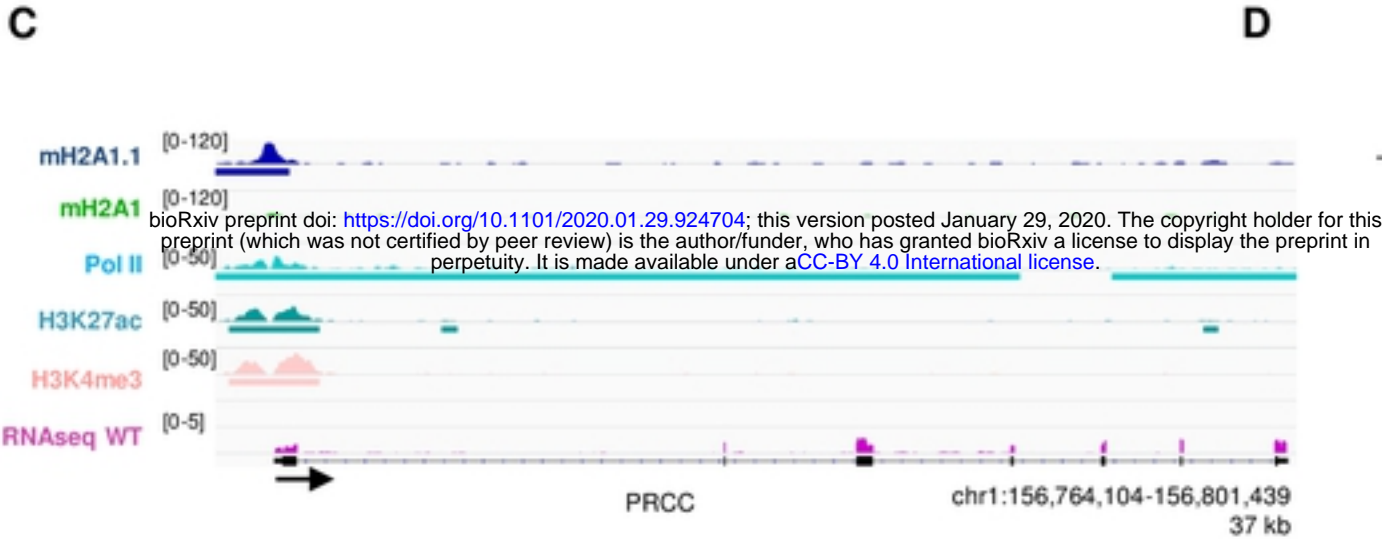 C
D
mH2A1.1 [0-120]
mH2A1 [0-120]
bioRxiv preprint doi: https://doi.org/10.1101/2020.01.29.924704; this version posted January 29, 2020. The copyright holder for this
preprint (which was not certified by peer review) is the author/funder, who has granted bioRxiv a license to display the preprint in
perpetuity. It is made available under aCC-BY 4.0 International license.
Pol II [0-50]
H3K27ac [0-50]
H3K4me3 [0-50]
RNAseq WT [0-5]
PRCC
chr1:156,764,104-156,801,439
37 kb